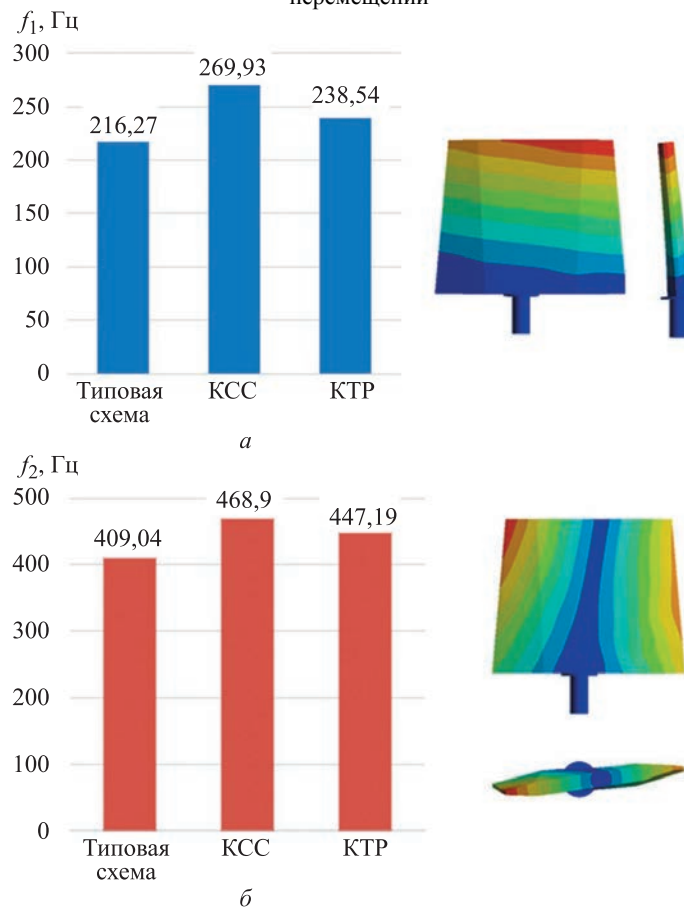 перемещений
f1, Гц
300
250
200
150
100
50
0
216,27
269,93
238,54
Типовая
схема
КСС
КТР
а
f2, Гц
500
400
300
200
100
0
409,04
468,9
447,19
Типовая
схема
КСС
КТР
б